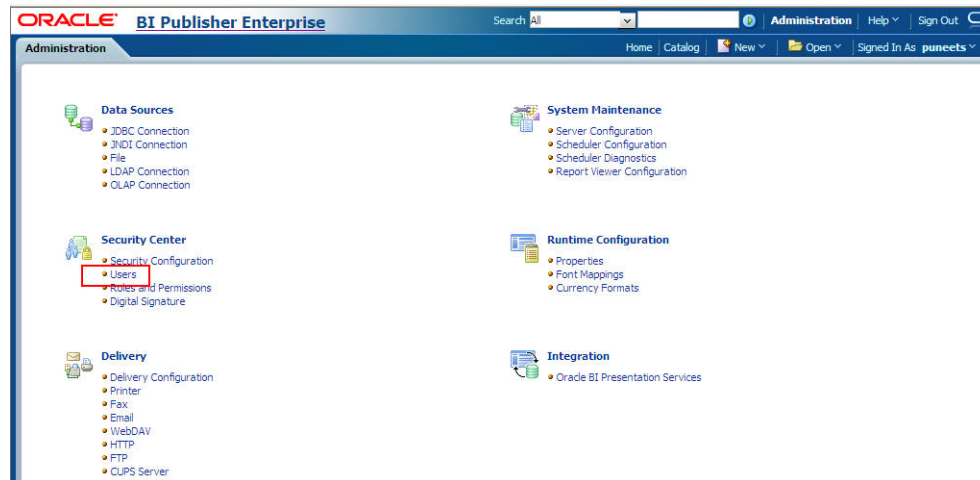 ORACLE BI Publisher Enterprise Search All Administration Help Sign Out
Administration Home Catalog New Open Signed In As puneets
Data Sources
JDBC Connection
JNDI Connection
File
LDAP Connection
OLAP Connection
System Maintenance
Server Configuration
Scheduler Configuration
Scheduler Diagnostics
Report Viewer Configuration
Security Center
Security Configuration
Users
Roles and Permissions
Digital Signature
Runtime Configuration
Properties
Font Mappings
Currency Formats
Delivery
Delivery Configuration
Printer
Fax
Email
WebDAV
HTTP
FTP
CUPS Server
Integration
Oracle BI Presentation Services